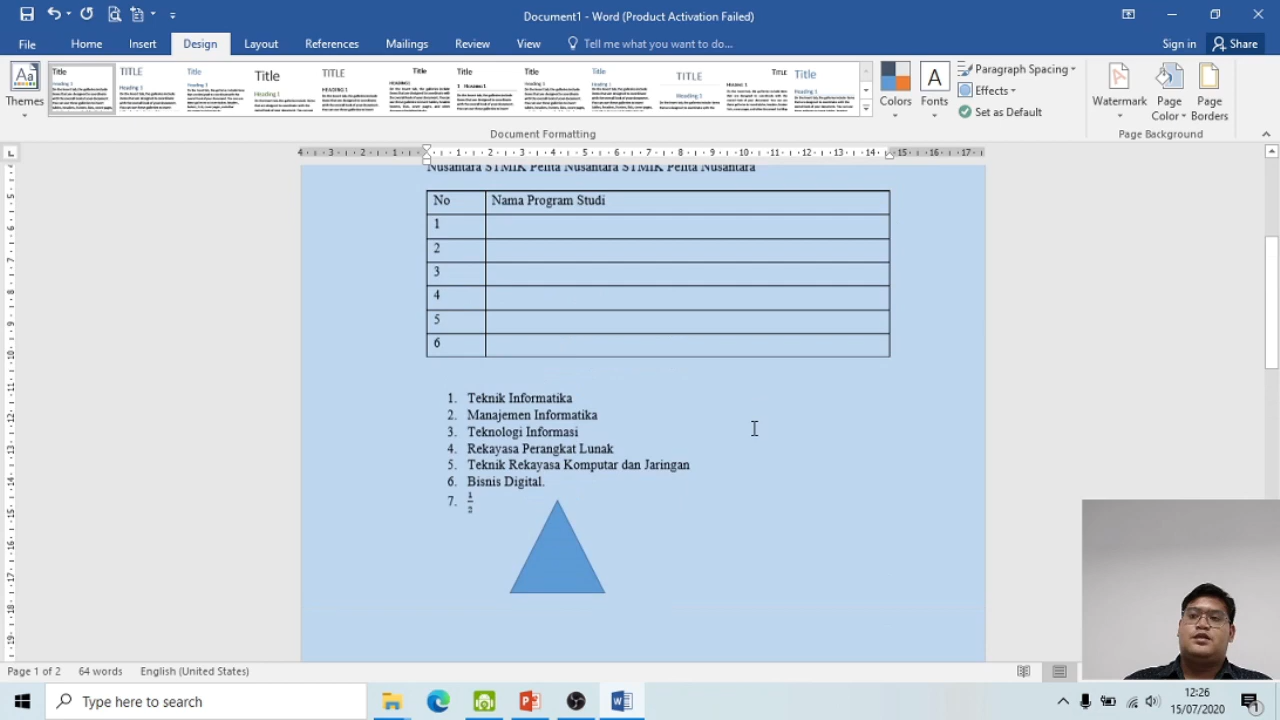 Document1 - Word (Product Activation Failed)
File Home Insert Design Layout References Mailings Review View Tell me what you want to do... Sign in Share
Themes
Colors
Fonts
Paragraph Spacing
Effects
Set as Default
Watermark
Page Color
Page Borders
Document Formatting
Page Background
Nusantara STMIK Pelita Nusantara STMIK Pelita Nusantara
No Nama Program Studi
1
2
3
4
5
6
1. Teknik Informatika
2. Manajemen Informatika
3. Teknologi Informasi
4. Rekayasa Perangkat Lunak
5. Teknik Rekayasa Komputar dan Jaringan
6. Bisnis Digital.
7. 1/2
Page 1 of 2 64 words English (United States)
Type here to search
12:26
15/07/2020